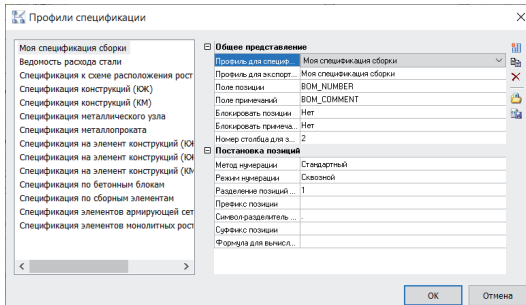 Профили спецификации
Моя спецификация сборки
Ведомость расхода стали
Спецификация к схеме расположения рост
Спецификация конструкций (КЖ)
Спецификация конструкций (КМ)
Спецификация металлического узла
Спецификация металлопроката
Спецификация на элемент конструкций (КЖ
Спецификация на элемент конструкций (КЖ
Спецификация на элемент конструкций (КМ
Спецификация по бетонным блокам
Спецификация по сборным элементам
Спецификация элементов армирующей сет
Спецификация элементов монолитных рост
Общее представление
Профиль для специф... Моя спецификация сборки
Профиль для экспорт... Моя спецификация сборки
Поле позиции BOM_NUMBER
Поле примечаний BOM_COMMENT
Блокировать позиции Нет
Блокировать примеча... Нет
Номер столбца для з... 2
Постановка позиций
Метод нумерации Стандартный
Режим нумерации Сквозной
Разделение позиций ... 1
Префикс позиции
Символ-разделитель ... .
Суффикс позиции
Формула для вычисл...
ОК Отмена